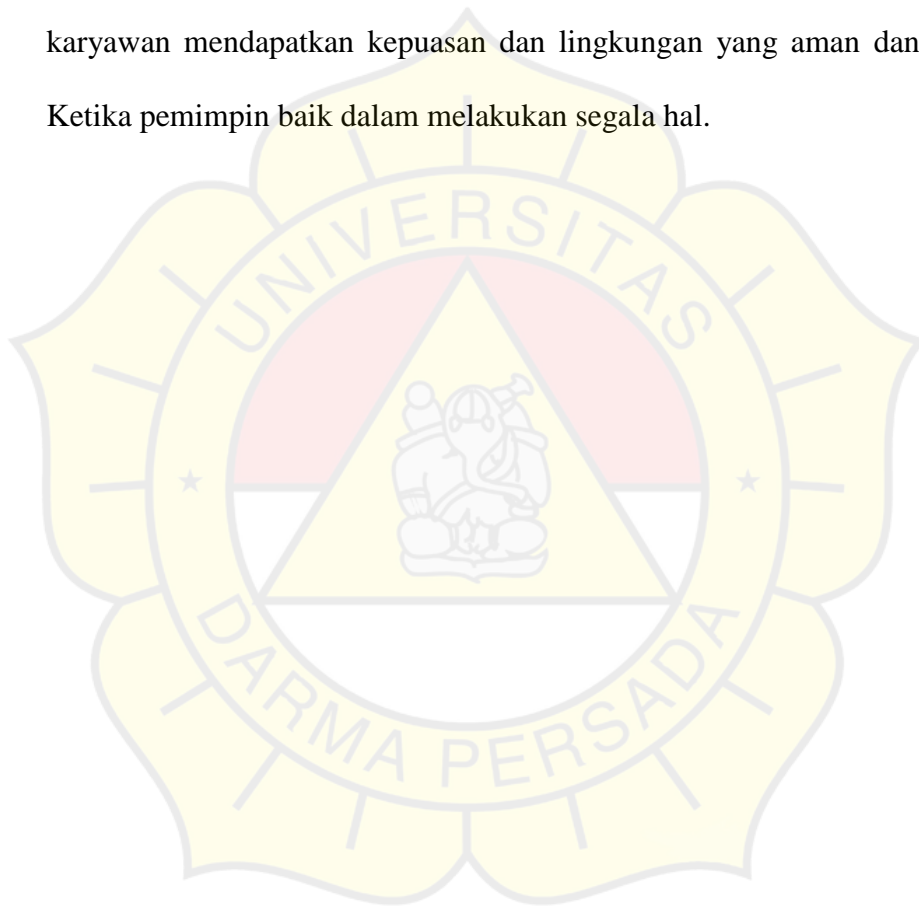 karyawan mendapatkan kepuasan dan lingkungan yang aman dan
Ketika pemimpin baik dalam melakukan segala hal.
UNIVERSITAS
DARMA PERSADA